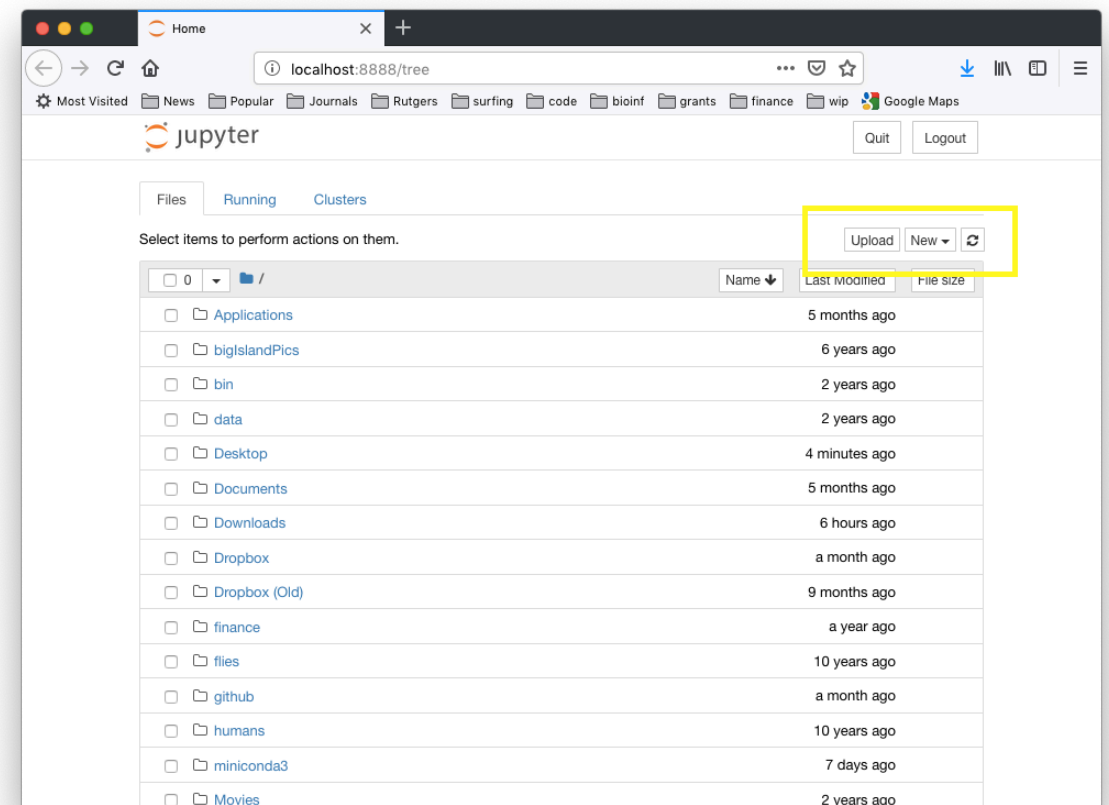 Home
localhost:8888/tree
Most Visited News Popular Journals Rutgers surfing code bioinf grants finance wip Google Maps
jupyter Quit Logout
Files Running Clusters
Select items to perform actions on them. Upload New
0 / Name Last Modified File size
Applications 5 months ago
bigIslandPics 6 years ago
bin 2 years ago
data 2 years ago
Desktop 4 minutes ago
Documents 5 months ago
Downloads 6 hours ago
Dropbox a month ago
Dropbox (Old) 9 months ago
finance a year ago
flies 10 years ago
github a month ago
humans 10 years ago
miniconda3 7 days ago
Movies 2 years ago